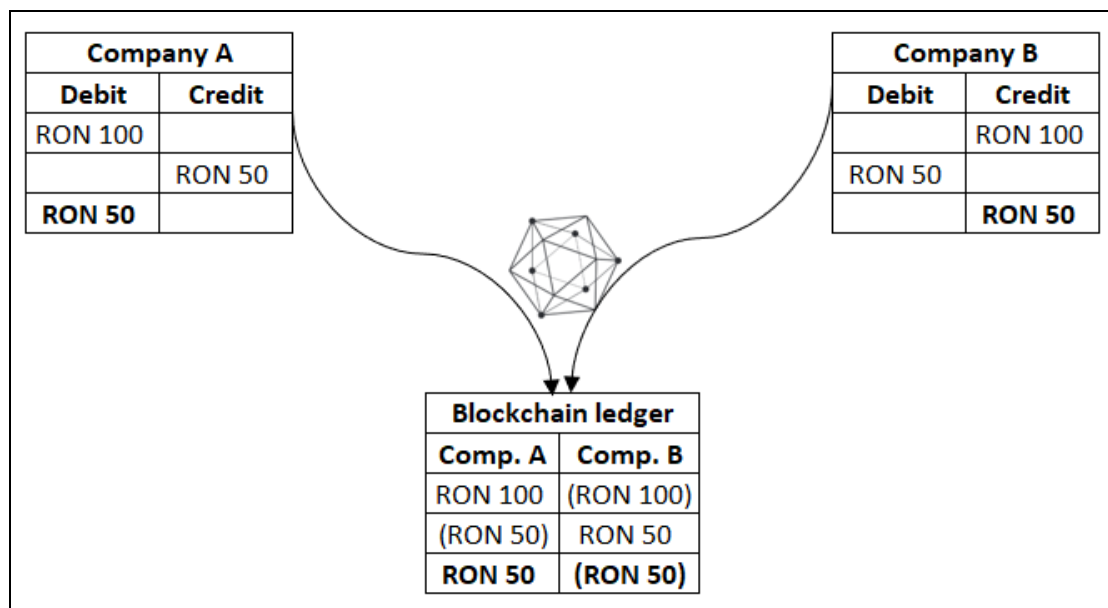 Company A
Debit Credit
RON 100
RON 50
RON 50
Company B
Debit Credit
RON 100
RON 50
RON 50
Blockchain ledger
Comp. A Comp. B
RON 100 (RON 100)
(RON 50) RON 50
RON 50 (RON 50)